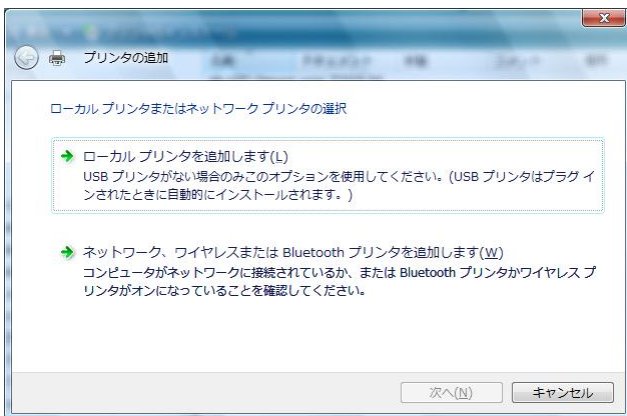 プリンタの追加
ローカル プリンタまたはネットワーク プリンタの選択
ローカル プリンタを追加します(L)
USB プリンタがない場合のみこのオプションを使用してください。(USB プリンタはプラグ イ
ンされたときに自動的にインストールされます。)
ネットワーク、ワイヤレスまたは Bluetooth プリンタを追加します(W)
コンピュータがネットワークに接続されているか、または Bluetooth プリンタかワイヤレス プ
リンタがオンになっていることを確認してください。
次へ(N)
キャンセル